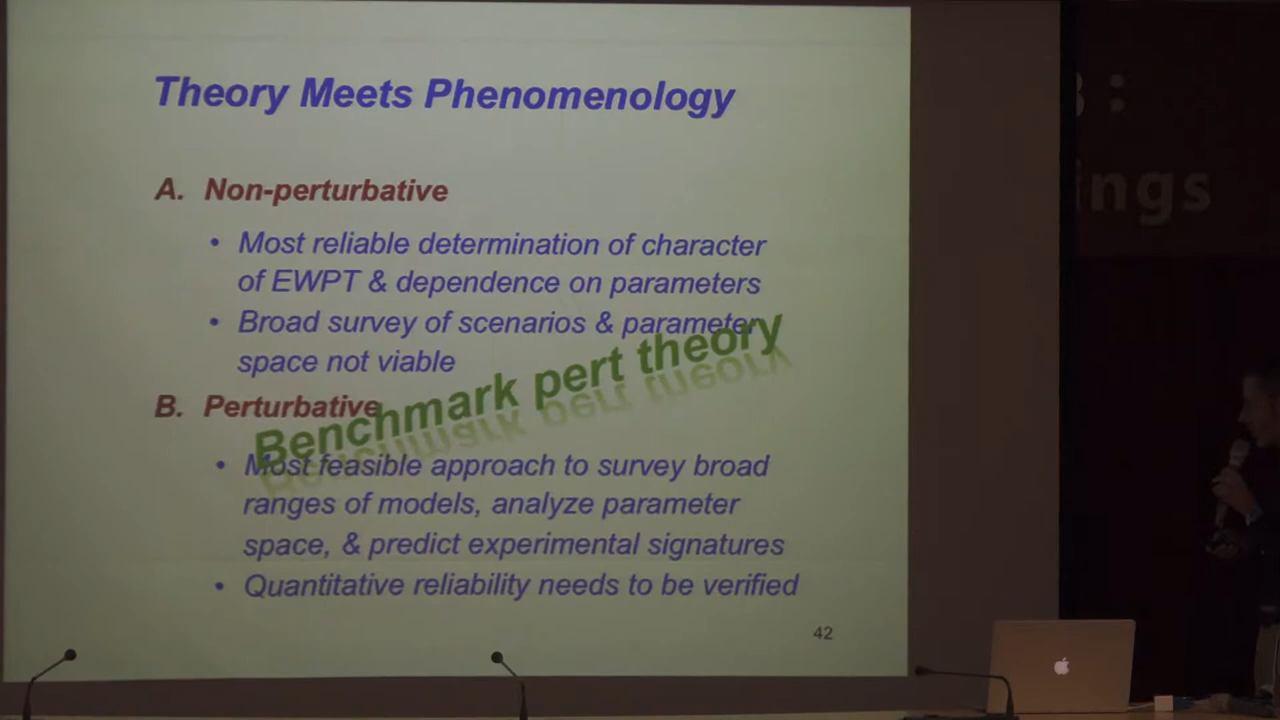 Theory Meets Phenomenology
A. Non-perturbative
• Most reliable determination of character
of EWPT & dependence on parameters
• Broad survey of scenarios & parameter
space not viable
Benchmark pert theory
B. Perturbative
• Most feasible approach to survey broad
ranges of models, analyze parameter
space, & predict experimental signatures
• Quantitative reliability needs to be verified
42
:
ings